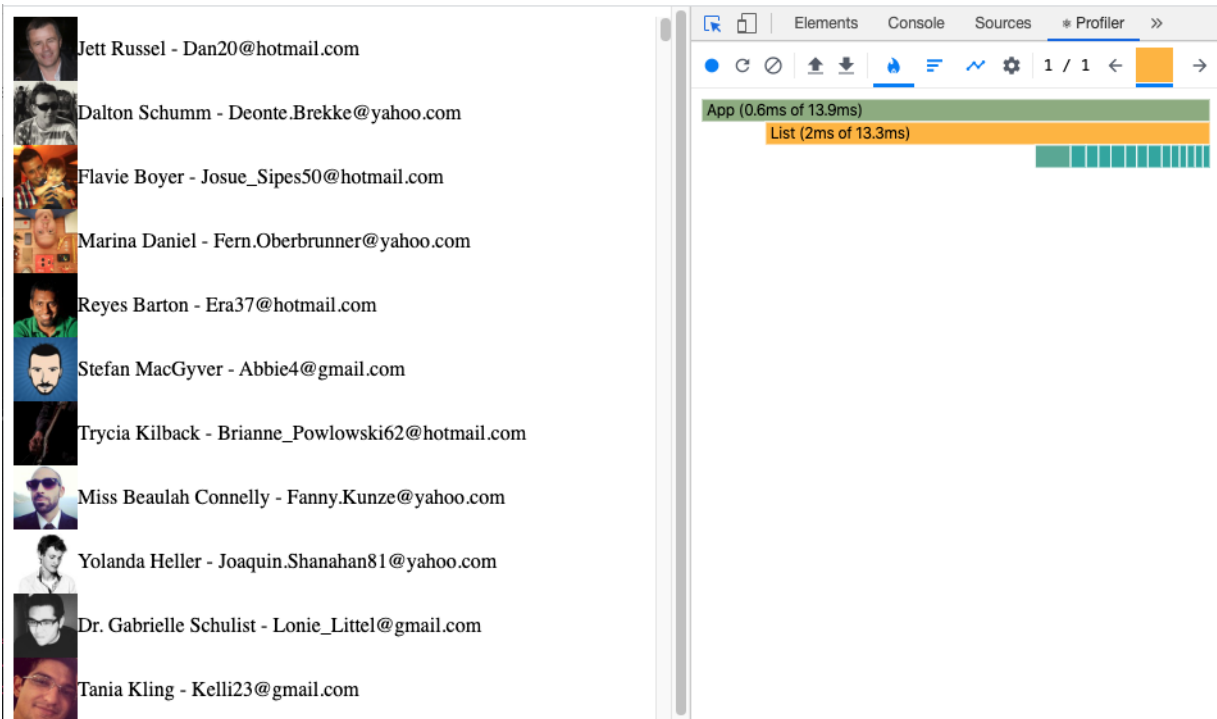 Jett Russel - Dan20@hotmail.com
Dalton Schumm - Deonte.Brekke@yahoo.com
Flavie Boyer - Josue_Sipes50@hotmail.com
Marina Daniel - Fern.Oberbrunner@yahoo.com
Reyes Barton - Era37@hotmail.com
Stefan MacGyver - Abbie4@gmail.com
Trycia Kilback - Brianne_Powlowski62@hotmail.com
Miss Beaulah Connelly - Fanny.Kunze@yahoo.com
Yolanda Heller - Joaquin.Shanahan81@yahoo.com
Dr. Gabrielle Schulist - Lonie_Littel@gmail.com
Tania Kling - Kelli23@gmail.com
Elements Console Sources ⚛ Profiler »
1 / 1
App (0.6ms of 13.9ms)
List (2ms of 13.3ms)